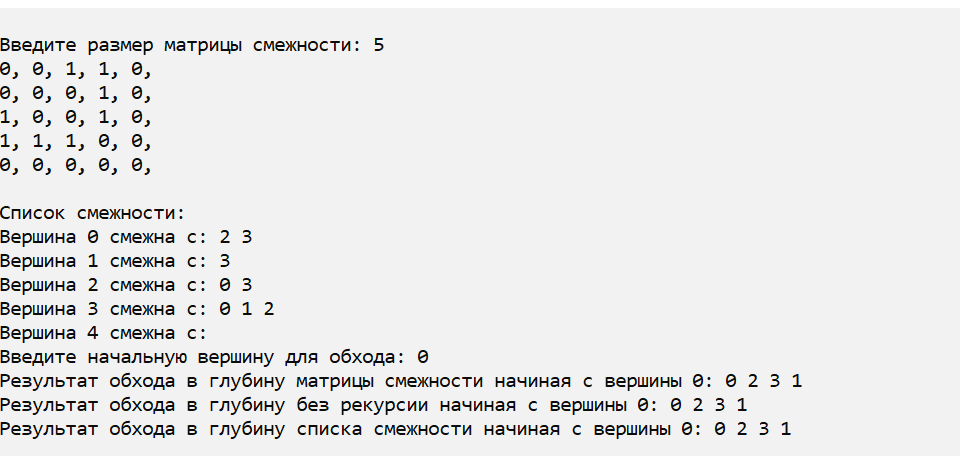 Введите размер матрицы смежности: 5
0, 0, 1, 1, 0,
0, 0, 0, 1, 0,
1, 0, 0, 1, 0,
1, 1, 1, 0, 0,
0, 0, 0, 0, 0,
Список смежности:
Вершина 0 смежна с: 2 3
Вершина 1 смежна с: 3
Вершина 2 смежна с: 0 3
Вершина 3 смежна с: 0 1 2
Вершина 4 смежна с:
Введите начальную вершину для обхода: 0
Результат обхода в глубину матрицы смежности начиная с вершины 0: 0 2 3 1
Результат обхода в глубину без рекурсии начиная с вершины 0: 0 2 3 1
Результат обхода в глубину списка смежности начиная с вершины 0: 0 2 3 1